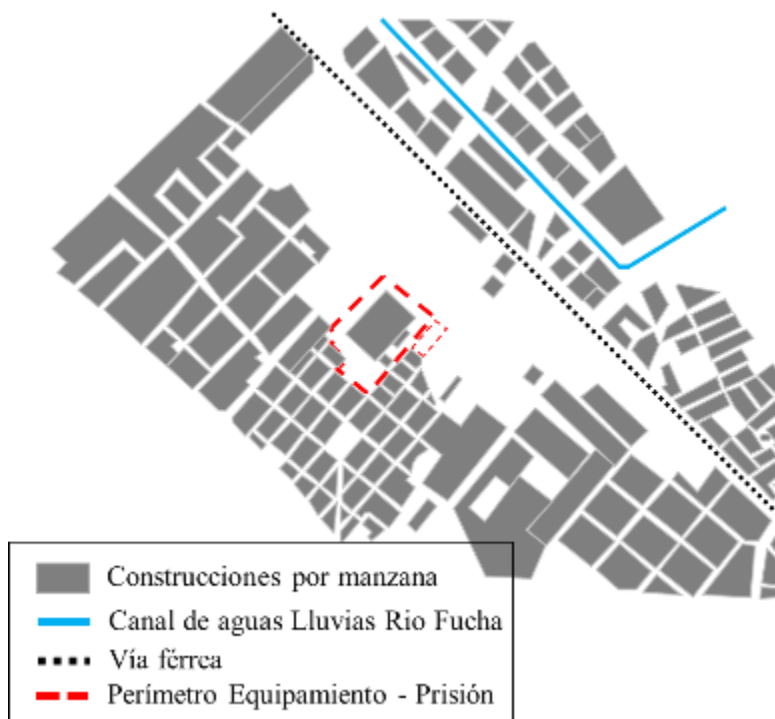 Construcciones por manzana
Canal de aguas Lluvias Rio Fucha
Vía férrea
Perímetro Equipamiento - Prisión